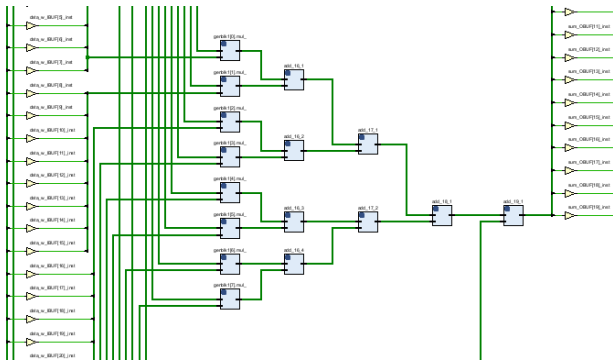 data_w_IBUF[5]_inst
data_w_IBUF[6]_inst
data_w_IBUF[7]_inst
data_w_IBUF[8]_inst
data_w_IBUF[9]_inst
data_w_IBUF[10]_inst
data_w_IBUF[11]_inst
data_w_IBUF[12]_inst
data_w_IBUF[13]_inst
data_w_IBUF[14]_inst
data_w_IBUF[15]_inst
data_w_IBUF[16]_inst
data_w_IBUF[17]_inst
data_w_IBUF[18]_inst
data_w_IBUF[19]_inst
data_w_IBUF[20]_inst
genblk1[0].mul_
genblk1[1].mul_
genblk1[2].mul_
genblk1[3].mul_
genblk1[4].mul_
genblk1[5].mul_
genblk1[6].mul_
genblk1[7].mul_
add_16_1
add_16_2
add_16_3
add_16_4
add_17_1
add_17_2
add_18_1
add_19_1
sum_OBUF[11]_inst
sum_OBUF[12]_inst
sum_OBUF[13]_inst
sum_OBUF[14]_inst
sum_OBUF[15]_inst
sum_OBUF[16]_inst
sum_OBUF[17]_inst
sum_OBUF[18]_inst
sum_OBUF[19]_inst